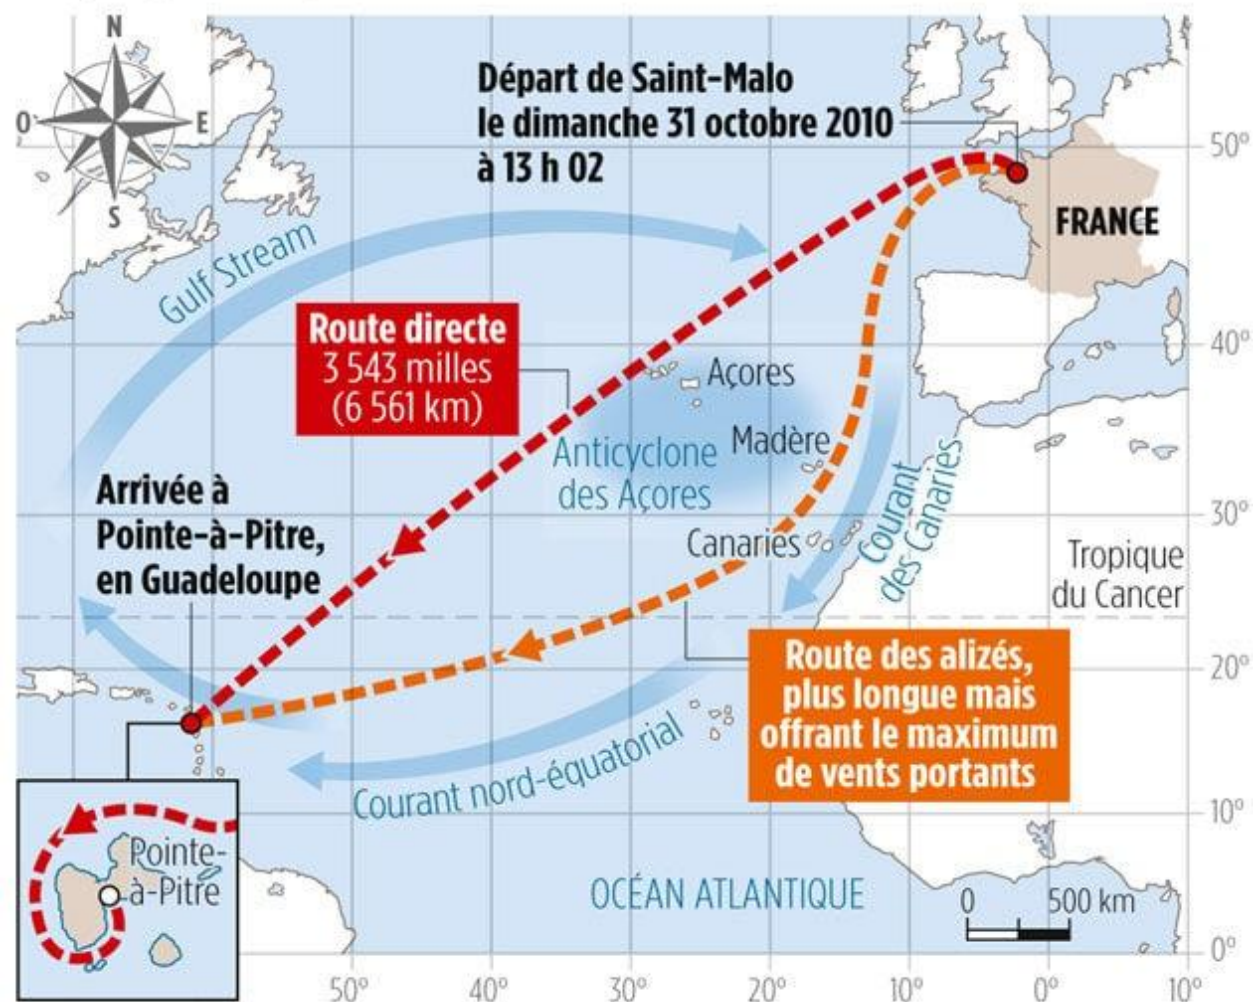 N
O
E
S
Départ de Saint-Malo
le dimanche 31 octobre 2010
à 13 h 02
50°
FRANCE
Gulf Stream
Route directe
3 543 milles
(6 561 km)
40°
Açores
Madère
Anticyclone
des Açores
Courant
des Canaries
Arrivée à
Pointe-à-Pitre,
en Guadeloupe
30°
Canaries
Tropique
du Cancer
Route des alizés,
plus longue mais
offrant le maximum
de vents portants
20°
Courant nord-équatorial
10°
Pointe-
à-Pitre
OCÉAN ATLANTIQUE
0 500 km
0°
50° 40° 30° 20° 10° 0° 10°